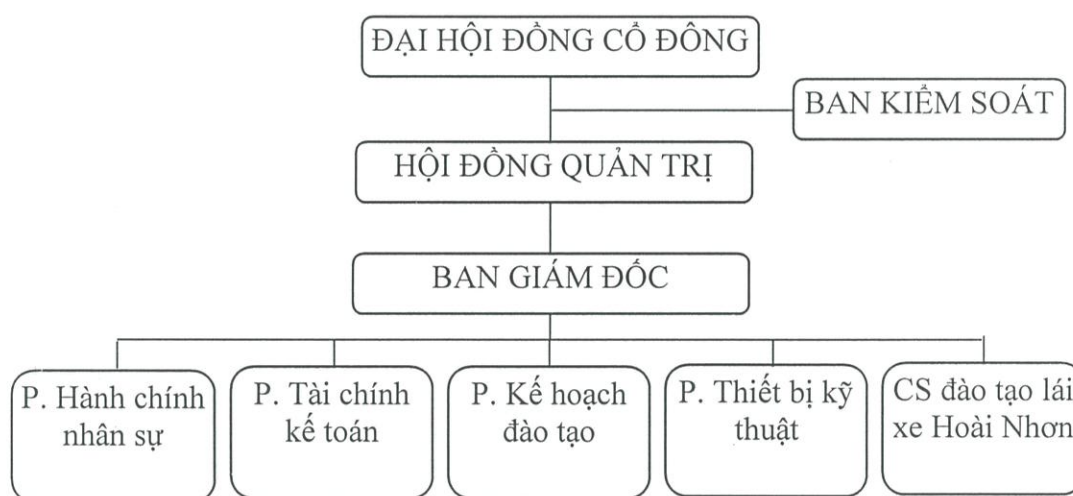 ĐẠI HỘI ĐỒNG CỔ ĐÔNG
BAN KIỂM SOÁT
HỘI ĐỒNG QUẢN TRỊ
BAN GIÁM ĐỐC
P. Hành chính
nhân sự
P. Tài chính
kế toán
P. Kế hoạch
đào tạo
P. Thiết bị kỹ
thuật
CS đào tạo lái
xe Hoài Nhơn